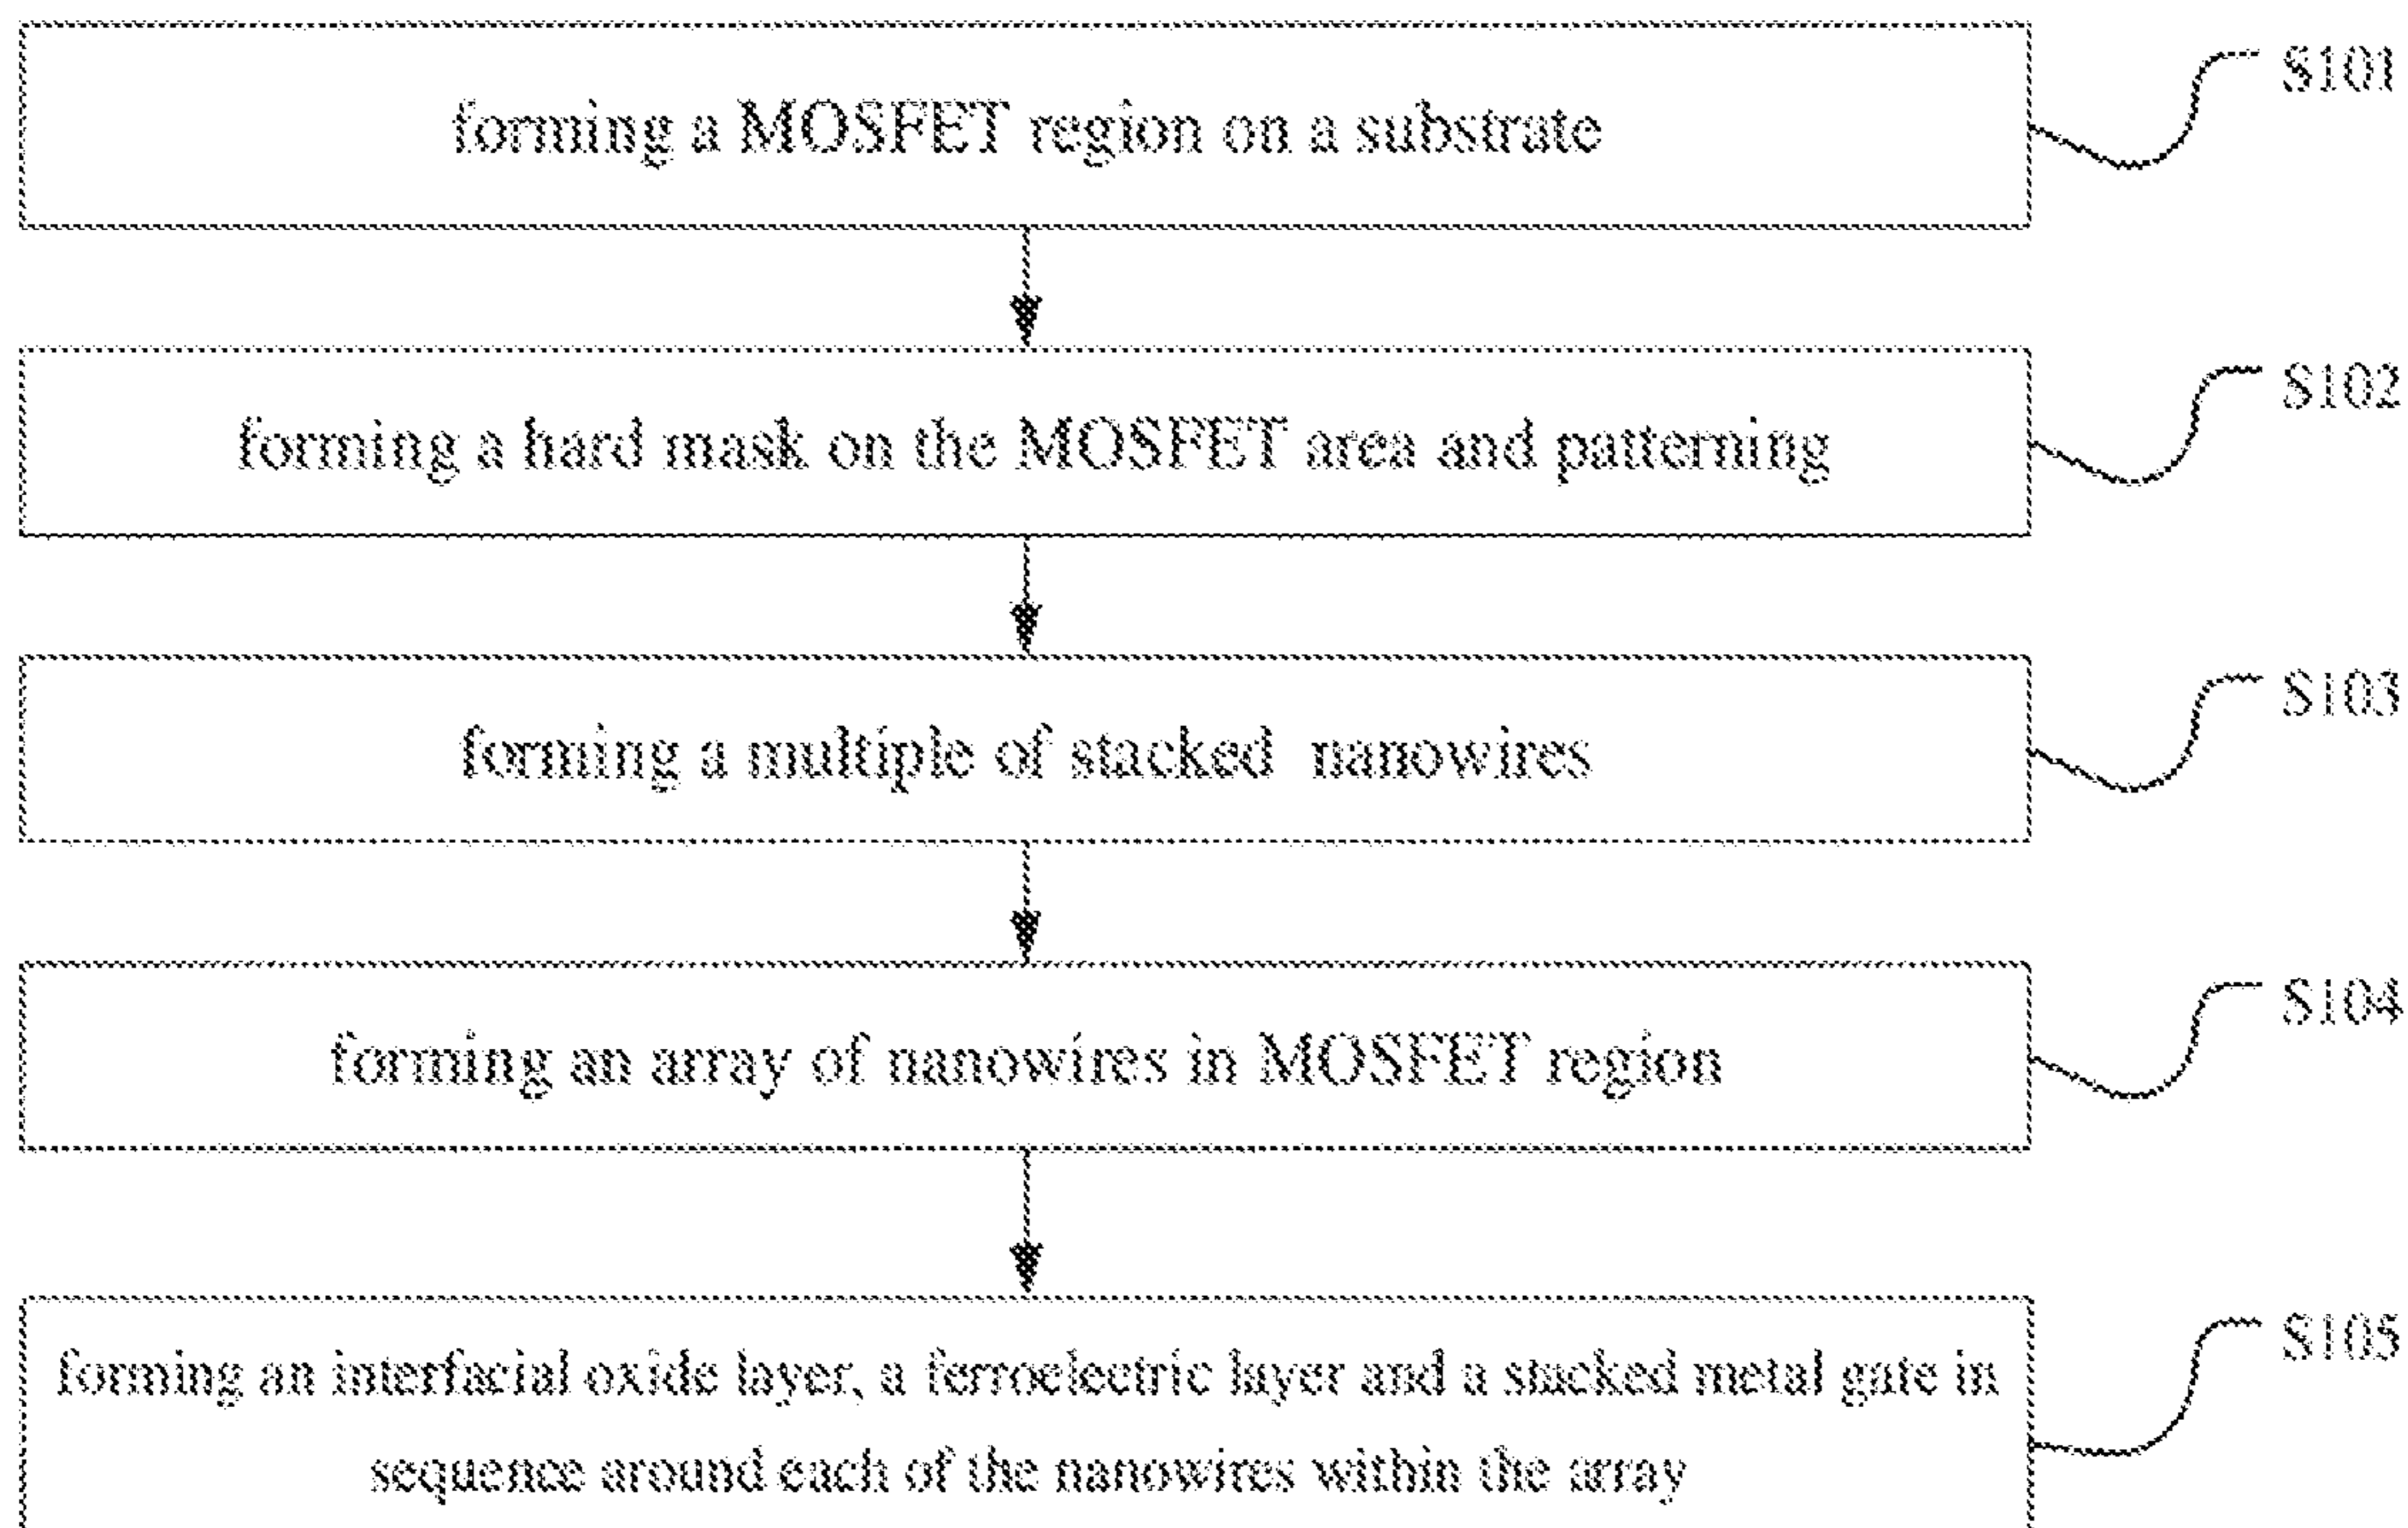 forming a MOSFET region on a substrate
S101
forming a hard mask on the MOSFET area and patterning
S102
forming a multiple of stacked nanowires
S103
forming an array of nanowires in MOSFET region
S104
forming an interfacial oxide layer, a ferroelectric layer and a stacked metal gate in
sequence around each of the nanowires within the array
S105